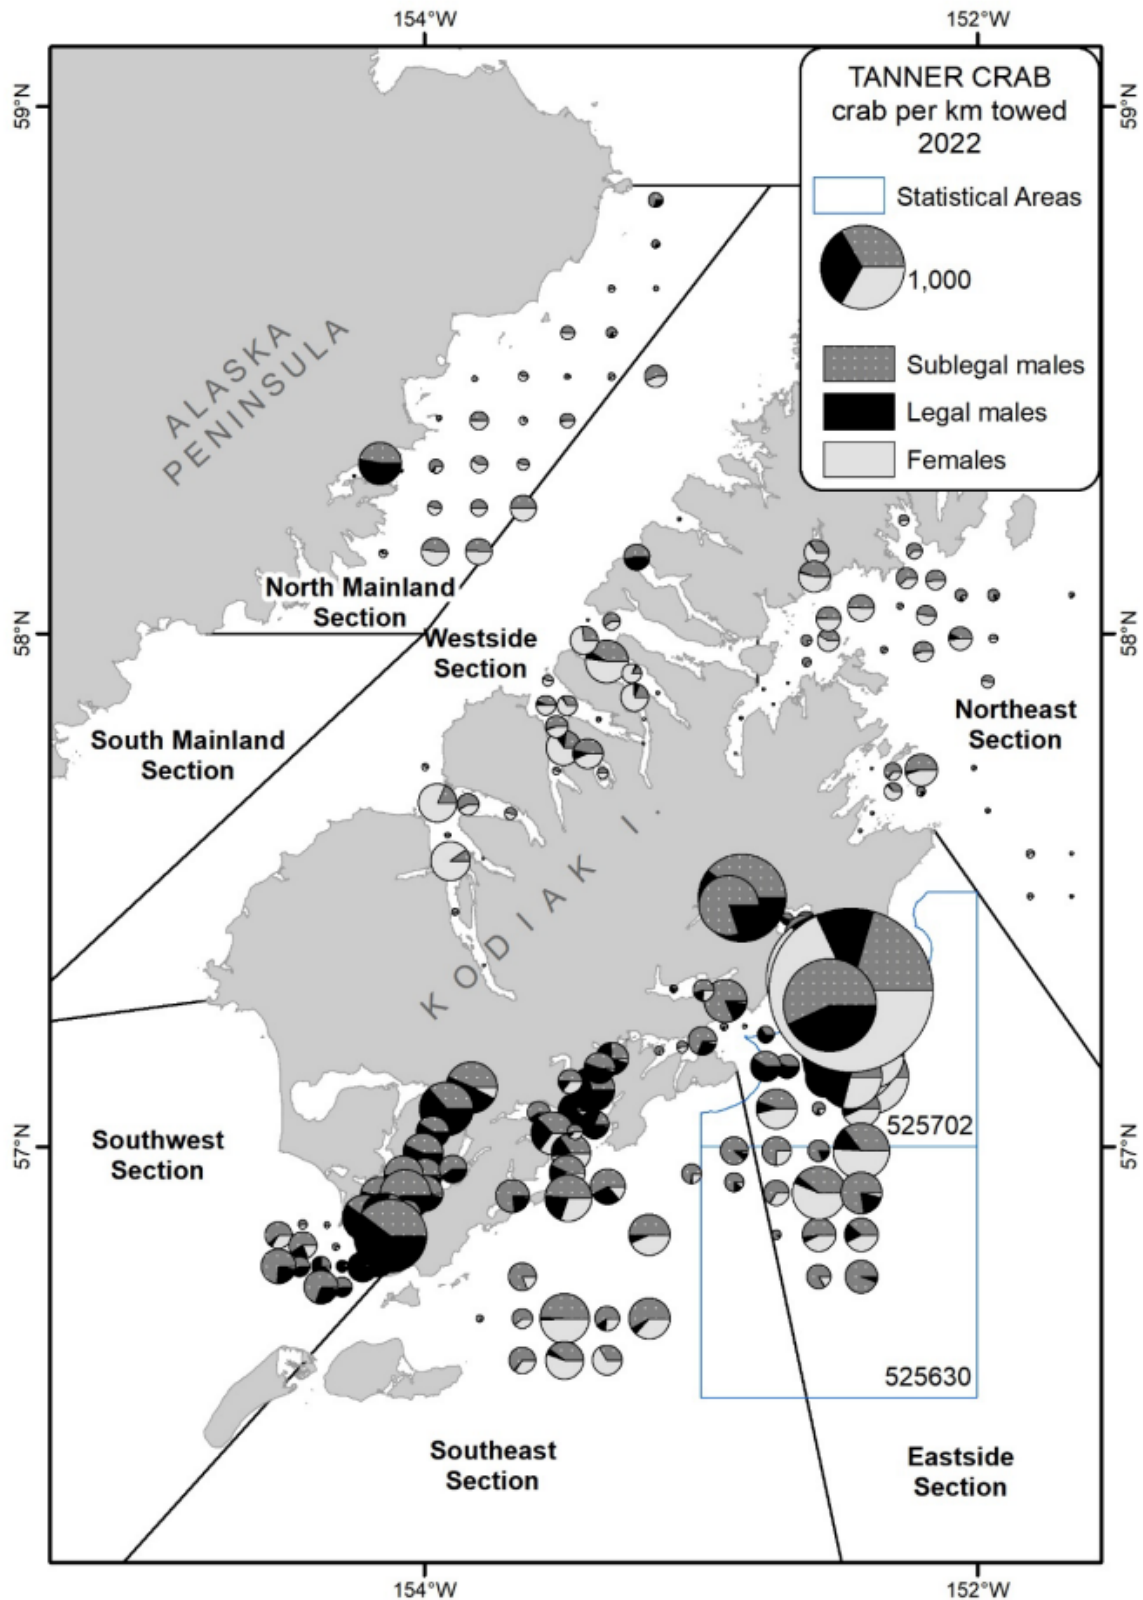 154°W
152°W
59°N
59°N
TANNER CRAB
crab per km towed
2022
Statistical Areas
1,000
Sublegal males
Legal males
Females
ALASKA
PENINSULA
North Mainland
Section
58°N
58°N
Westside
Section
South Mainland
Section
Northeast
Section
KODIAK I.
57°N
57°N
525702
Southwest
Section
525630
Southeast
Section
Eastside
Section
154°W
152°W